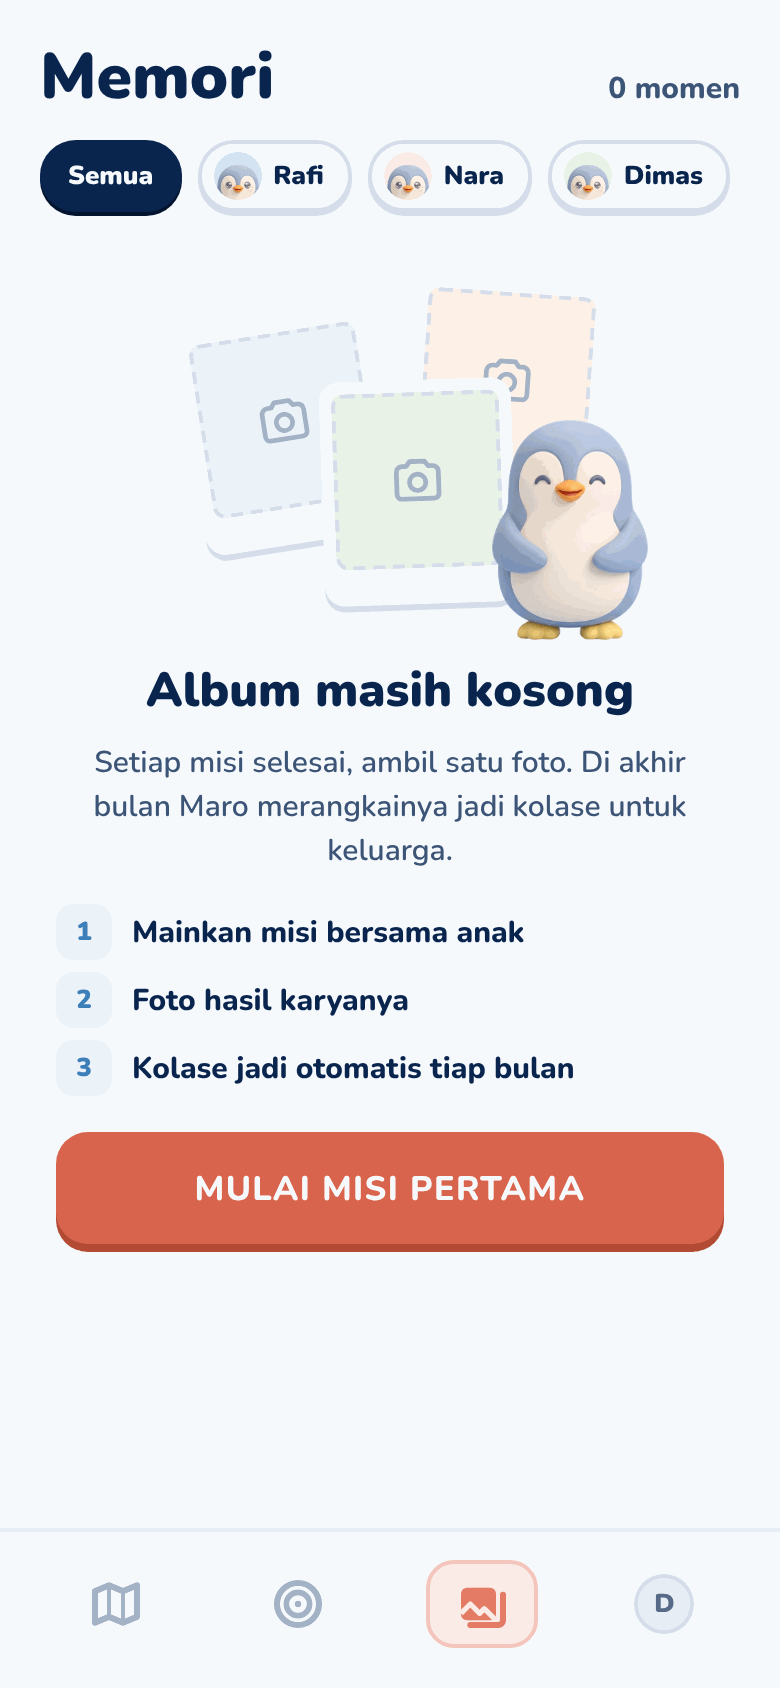 Memori
0 momen
Semua
Rafi
Nara
Dimas
Album masih kosong
Setiap misi selesai, ambil satu foto. Di akhir
bulan Maro merangkainya jadi kolase untuk
keluarga.
1 Mainkan misi bersama anak
2 Foto hasil karyanya
3 Kolase jadi otomatis tiap bulan
MULAI MISI PERTAMA
D